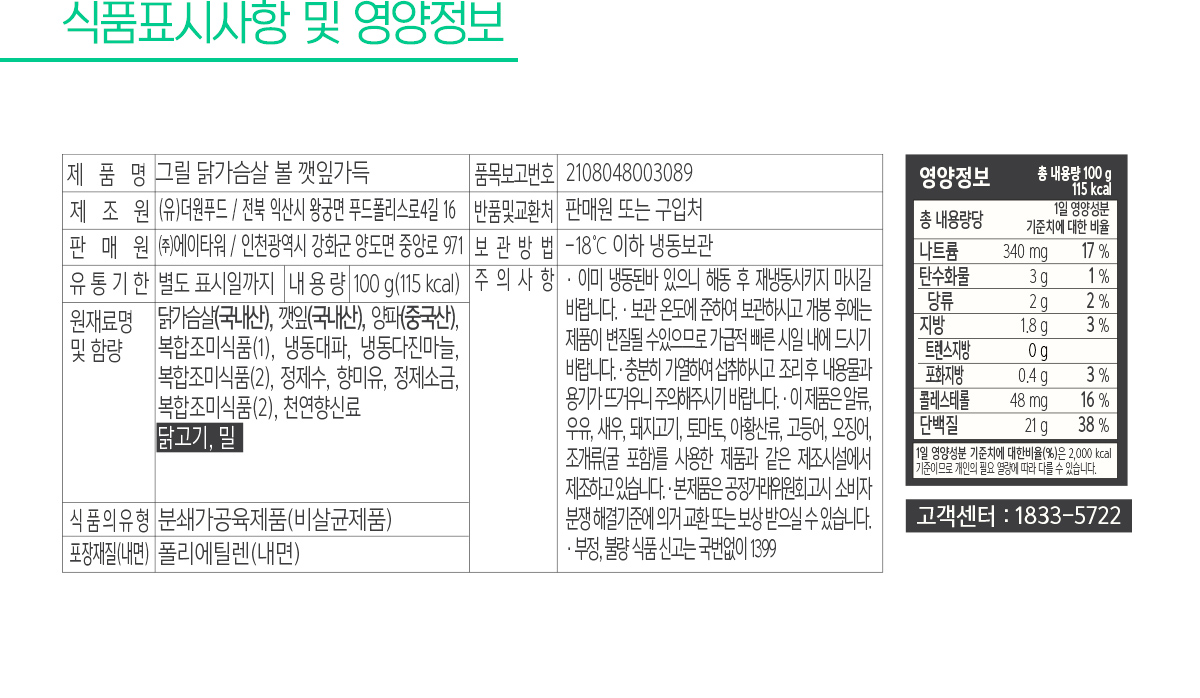 식품표시사항 및 영양정보
제 품 명 그릴 닭가슴살 볼 깻잎가득
제 조 원 (유)더원푸드 / 전북 익산시 왕궁면 푸드폴리스로4길 16
판 매 원 ㈜에이타워 / 인천광역시 강화군 양도면 중앙로 971
유통기한 별도 표시일까지 내용량 100 g(115 kcal)
원재료명
및 함량
닭가슴살(국내산), 깻잎(국내산), 양파(중국산),
복합조미식품(1), 냉동대파, 냉동다진마늘,
복합조미식품(2), 정제수, 향미유, 정제소금,
복합조미식품(2), 천연향신료
닭고기, 밀
식품의유형 분쇄가공육제품(비살균제품)
포장재질(내면) 폴리에틸렌(내면)
품목보고번호 2108048003089
반품및교환처 판매원 또는 구입처
보 관 방 법 -18℃ 이하 냉동보관
주 의 사 항
· 이미 냉동된바 있으니 해동 후 재냉동시키지 마시길
바랍니다. · 보관 온도에 준하여 보관하시고 개봉 후에는
제품이 변질될 수있으므로 가급적 빠른 시일 내에 드시기
바랍니다. · 충분히 가열하여 섭취하시고 조리 후 내용물과
용기가 뜨거우니 주의해주시기 바랍니다. · 이 제품은 알류,
우유, 새우, 돼지고기, 토마토, 아황산류, 고등어, 오징어,
조개류(굴 포함)를 사용한 제품과 같은 제조시설에서
제조하고 있습니다. · 본제품은 공정거래위원회고시 소비자
분쟁 해결기준에 의거 교환 또는 보상 받으실 수 있습니다.
· 부정, 불량 식품 신고는 국번없이 1399
영양정보 총 내용량 100 g
115 kcal
총 내용량당 1일 영양성분
기준치에 대한 비율
나트륨 340 mg 17 %
탄수화물 3 g 1 %
당류 2 g 2 %
지방 1.8 g 3 %
트랜스지방 0 g
포화지방 0.4 g 3 %
콜레스테롤 48 mg 16 %
단백질 21 g 38 %
1일 영양성분 기준치에 대한비율(%)은 2,000 kcal
기준이므로 개인의 필요 열량에 따라 다를 수 있습니다.
고객센터 : 1833-5722